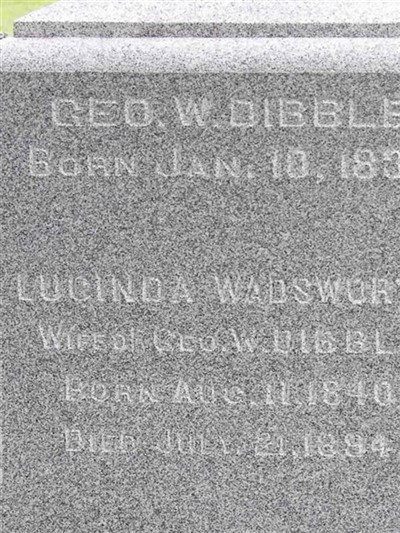 GEO. W. DIBBLE
BORN JAN. 10, 183
LUCINDA WADSWOR
WIFE OF GEO. W. DIBBL
BORN AUG. 11, 1840
DIED JULY. 21, 1894